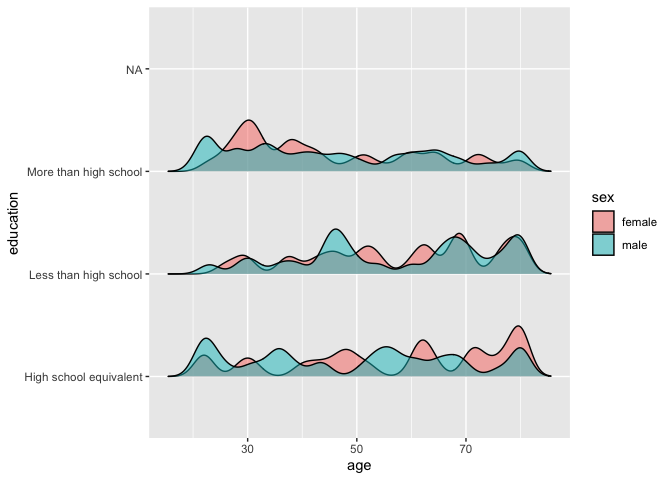 NA
More than high school
Less than high school
High school equivalent
education
30 50 70
age
sex
female
male